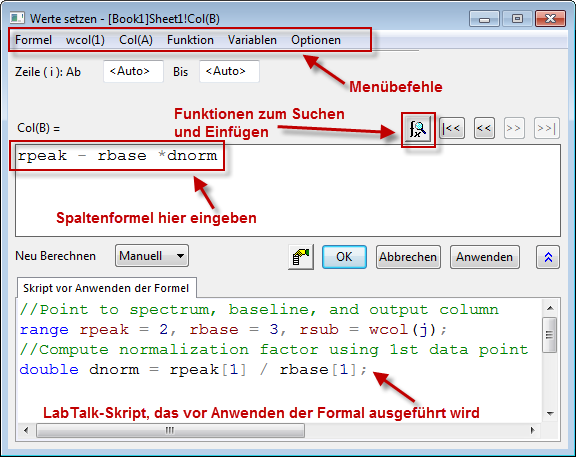 Werte setzen - [Book1]Sheet1!Col(B)
Formel wcol(1) Col(A) Funktion Variablen Optionen
Menübefehle
Zeile ( i ): Ab <Auto> Bis <Auto>
Funktionen zum Suchen
und Einfügen
Col(B) =
|<< << >> >>|
rpeak - rbase *dnorm
Spaltenformel hier eingeben
Neu Berechnen Manuell OK Abbrechen Anwenden
Skript vor Anwenden der Formel
//Point to spectrum, baseline, and output column
range rpeak = 2, rbase = 3, rsub = wcol(j);
//Compute normalization factor using 1st data point
double dnorm = rpeak[1] / rbase[1];
LabTalk-Skript, das vor Anwenden der Formal ausgeführt wird